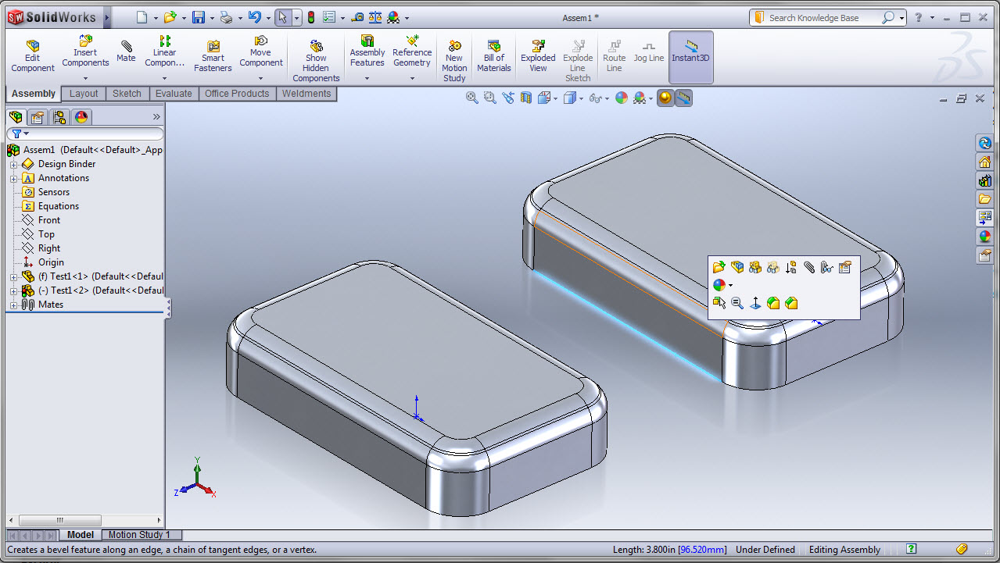 SolidWorks
Assem1 *
Search Knowledge Base
?
Edit Component
Insert Components
Mate
Linear Compon...
Smart Fasteners
Move Component
Show Hidden Components
Assembly Features
Reference Geometry
New Motion Study
Bill of Materials
Exploded View
Explode Line Sketch
Route Line
Jog Line
Instant3D
Assembly
Layout
Sketch
Evaluate
Office Products
Weldments
Assem1 (Default<<Default>_App
Design Binder
Annotations
Sensors
Equations
Front
Top
Right
Origin
(f) Test1<1> (Default<<Defaul
(-) Test1<2> (Default<<Defaul
Mates
Y
Z
X
Model
Motion Study 1
Creates a bevel feature along an edge, a chain of tangent edges, or a vertex.
Length: 3.800in [96.520mm]
Under Defined
Editing Assembly
?